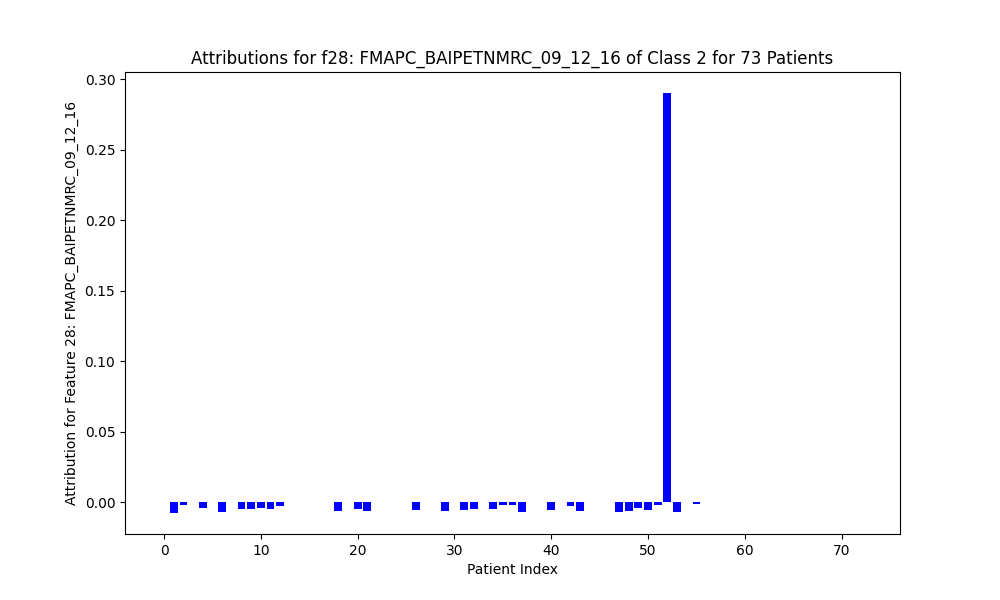 Attributions for f28: FMAPC_BAIPETNMRC_09_12_16 of Class 2 for 73 Patients
Attribution for Feature 28: FMAPC_BAIPETNMRC_09_12_16
0.30
0.25
0.20
0.15
0.10
0.05
0.00
0 10 20 30 40 50 60 70
Patient Index